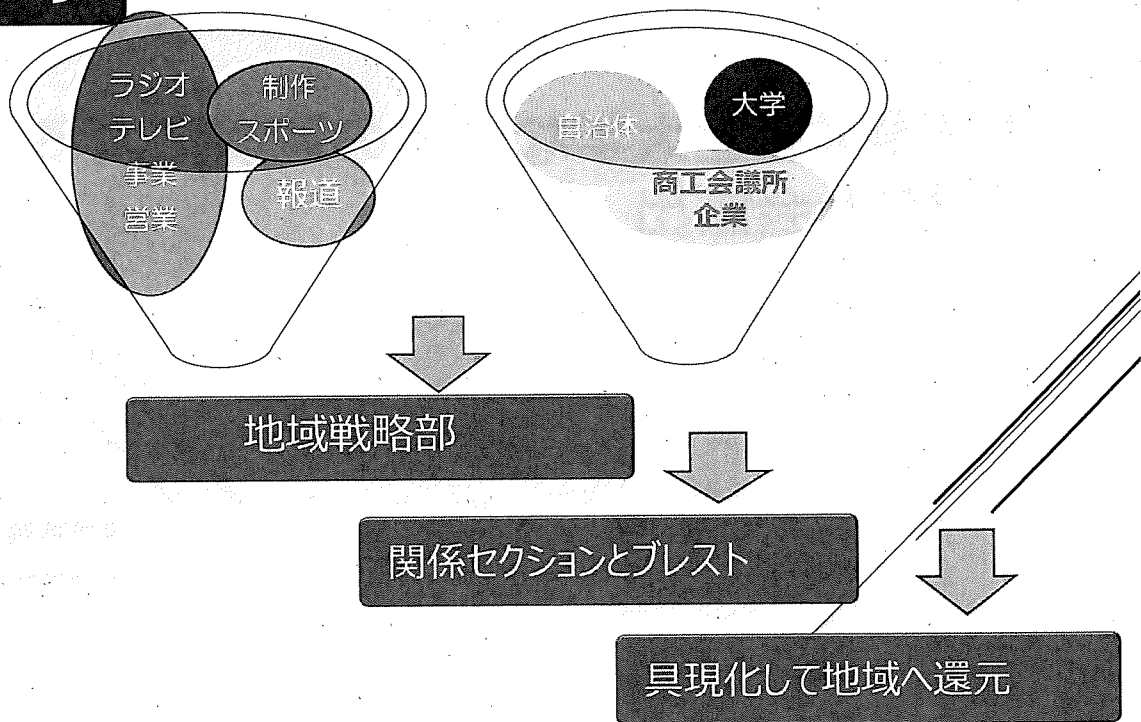 ラジオ
テレビ
事業
営業
制作
スポーツ
報道
自治体
大学
商工会議所
企業
地域戦略部
関係セクションとブレスト
具現化して地域へ還元